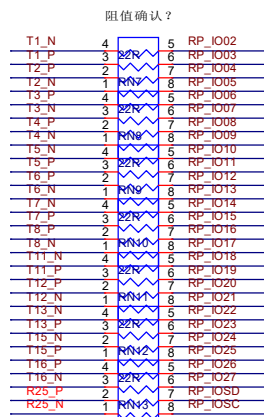 阻值确认？
T1_N 4 5 RP_IO02
T1_P 3 22R 6 RP_IO03
T2_P 2 7 RP_IO04
T2_N 1 RN7 8 RP_IO05
T3_P 4 5 RP_IO06
T3_N 3 22R 6 RP_IO07
T4_P 2 7 RP_IO08
T4_N 1 RN8 8 RP_IO09
T5_N 4 5 RP_IO10
T5_P 3 22R 6 RP_IO11
T6_P 2 7 RP_IO12
T6_N 1 RN9 8 RP_IO13
T7_N 4 5 RP_IO14
T7_P 3 22R 6 RP_IO15
T8_P 2 7 RP_IO16
T8_N 1 RN10 8 RP_IO17
T11_N 4 5 RP_IO18
T11_P 3 22R 6 RP_IO19
T12_P 2 7 RP_IO20
T12_N 1 RN11 8 RP_IO21
T13_N 4 5 RP_IO22
T13_P 3 22R 6 RP_IO23
T15_N 2 7 RP_IO24
T15_P 1 RN12 8 RP_IO25
T16_P 4 5 RP_IO26
T16_N 3 22R 6 RP_IO27
R25_P 2 7 RP_IOSD
R25_N 1 RN13 8 RP_IOSC